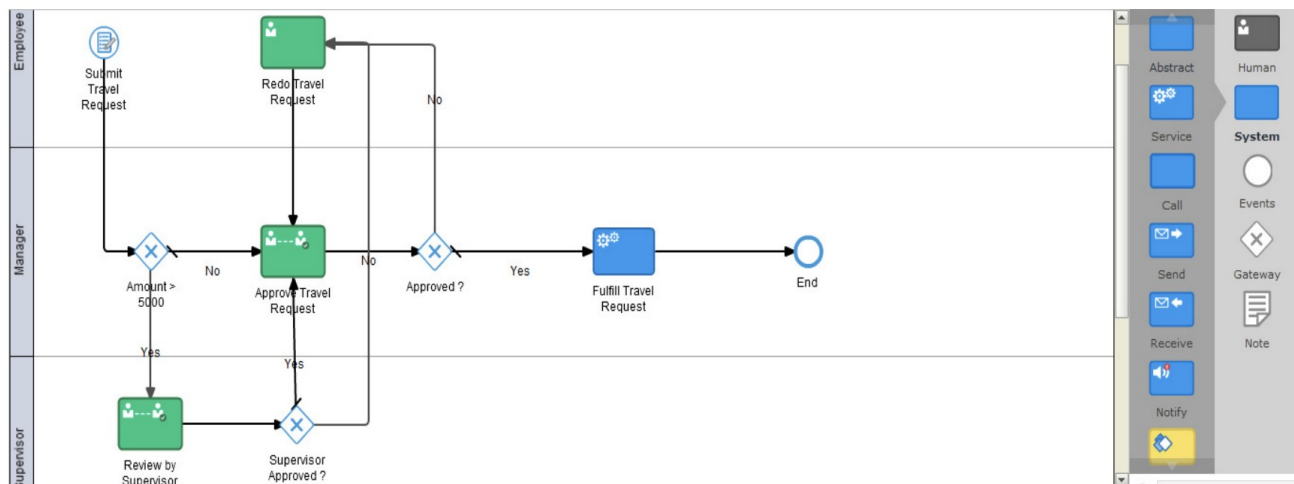 Employee
Submit
Travel
Request
Redo Travel
Request
No
Manager
Amount >
5000
No
Approve Travel
Request
No
Approved ?
Yes
Fulfill Travel
Request
End
Yes
Yes
Supervisor
Review by
Supervisor
Supervisor
Approved ?
Abstract
Human
Service
System
Call
Events
Send
Gateway
Receive
Note
Notify